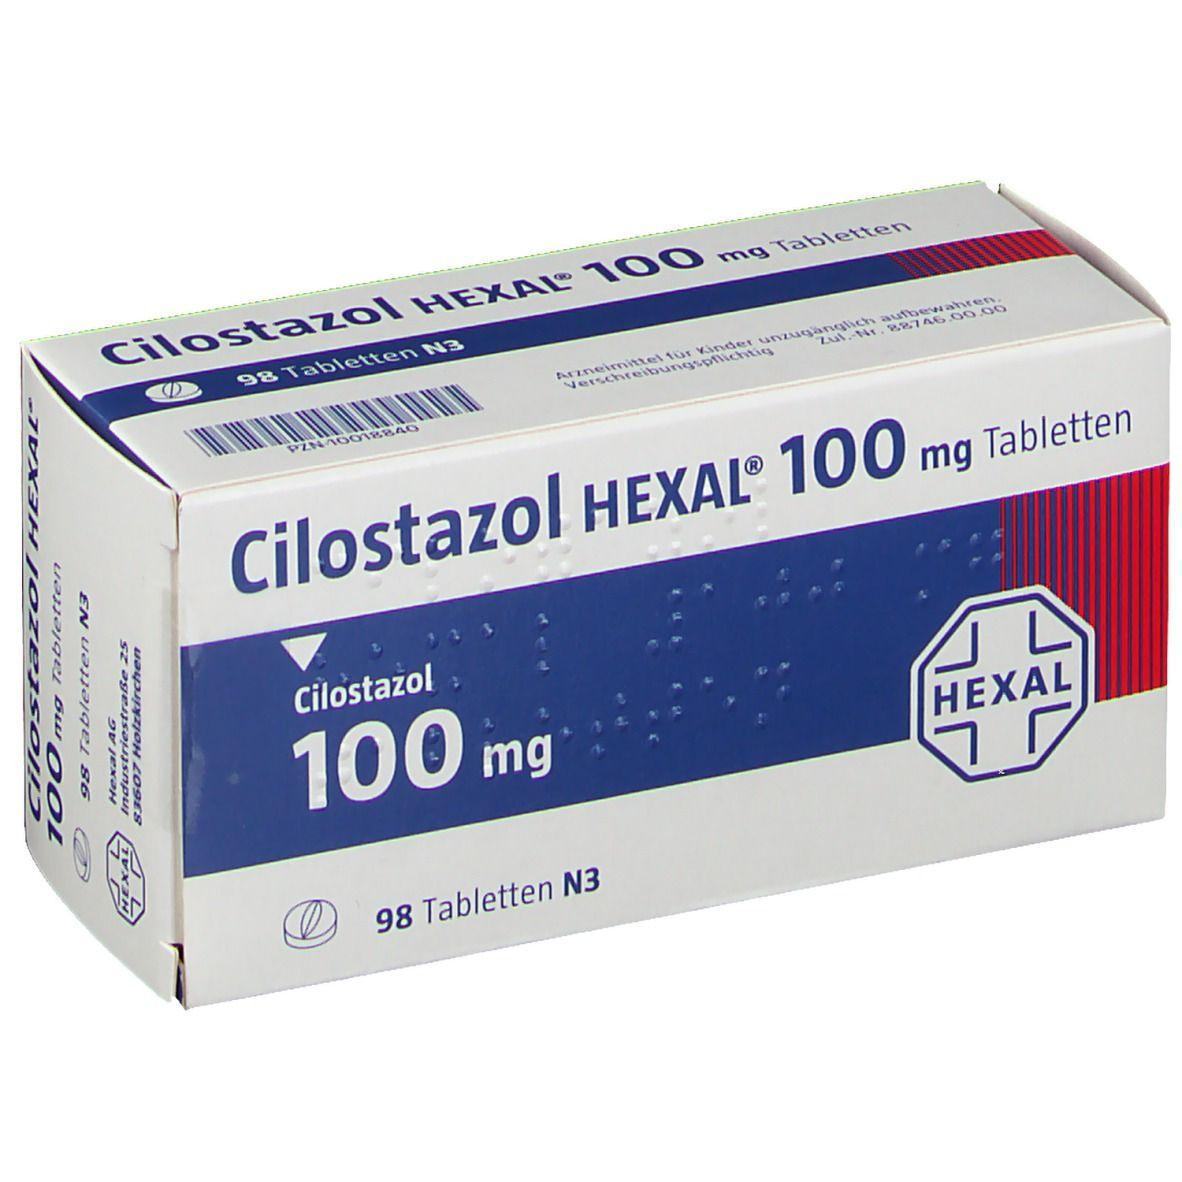 Cilostazol HEXAL® 100 mg Tabletten
98 Tabletten N3
PZN-10018840
Arzneimittel für Kinder unzugänglich aufbewahren.
Verschreibungspflichtig
Zul.-Nr. 88746.00.00
Cilostazol HEXAL® 100 mg Tabletten
Cilostazol
100 mg
HEXAL
98 Tabletten N3
Cilostazol HEXAL®
100 mg Tabletten
98 Tabletten N3
Hexal AG
Industriestraße 25
83607 Holzkirchen
HEXAL